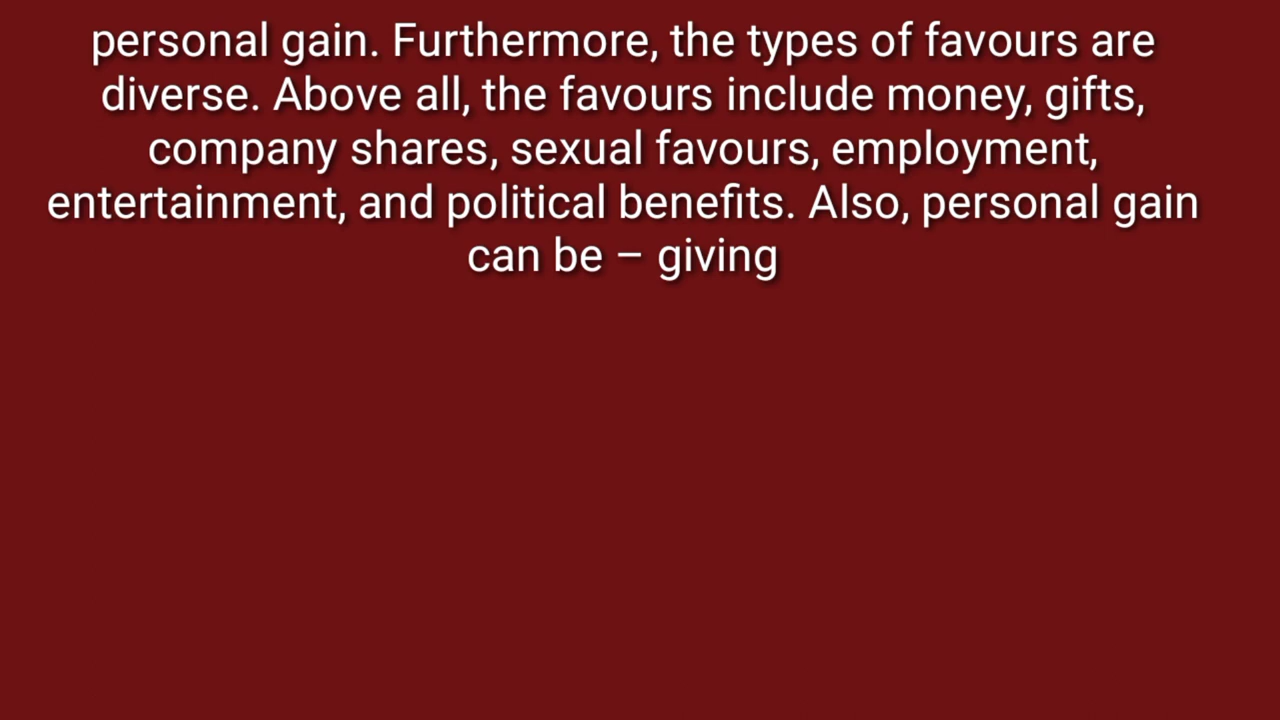 personal gain. Furthermore, the types of favours are
diverse. Above all, the favours include money, gifts,
company shares, sexual favours, employment,
entertainment, and political benefits. Also, personal gain
can be – giving